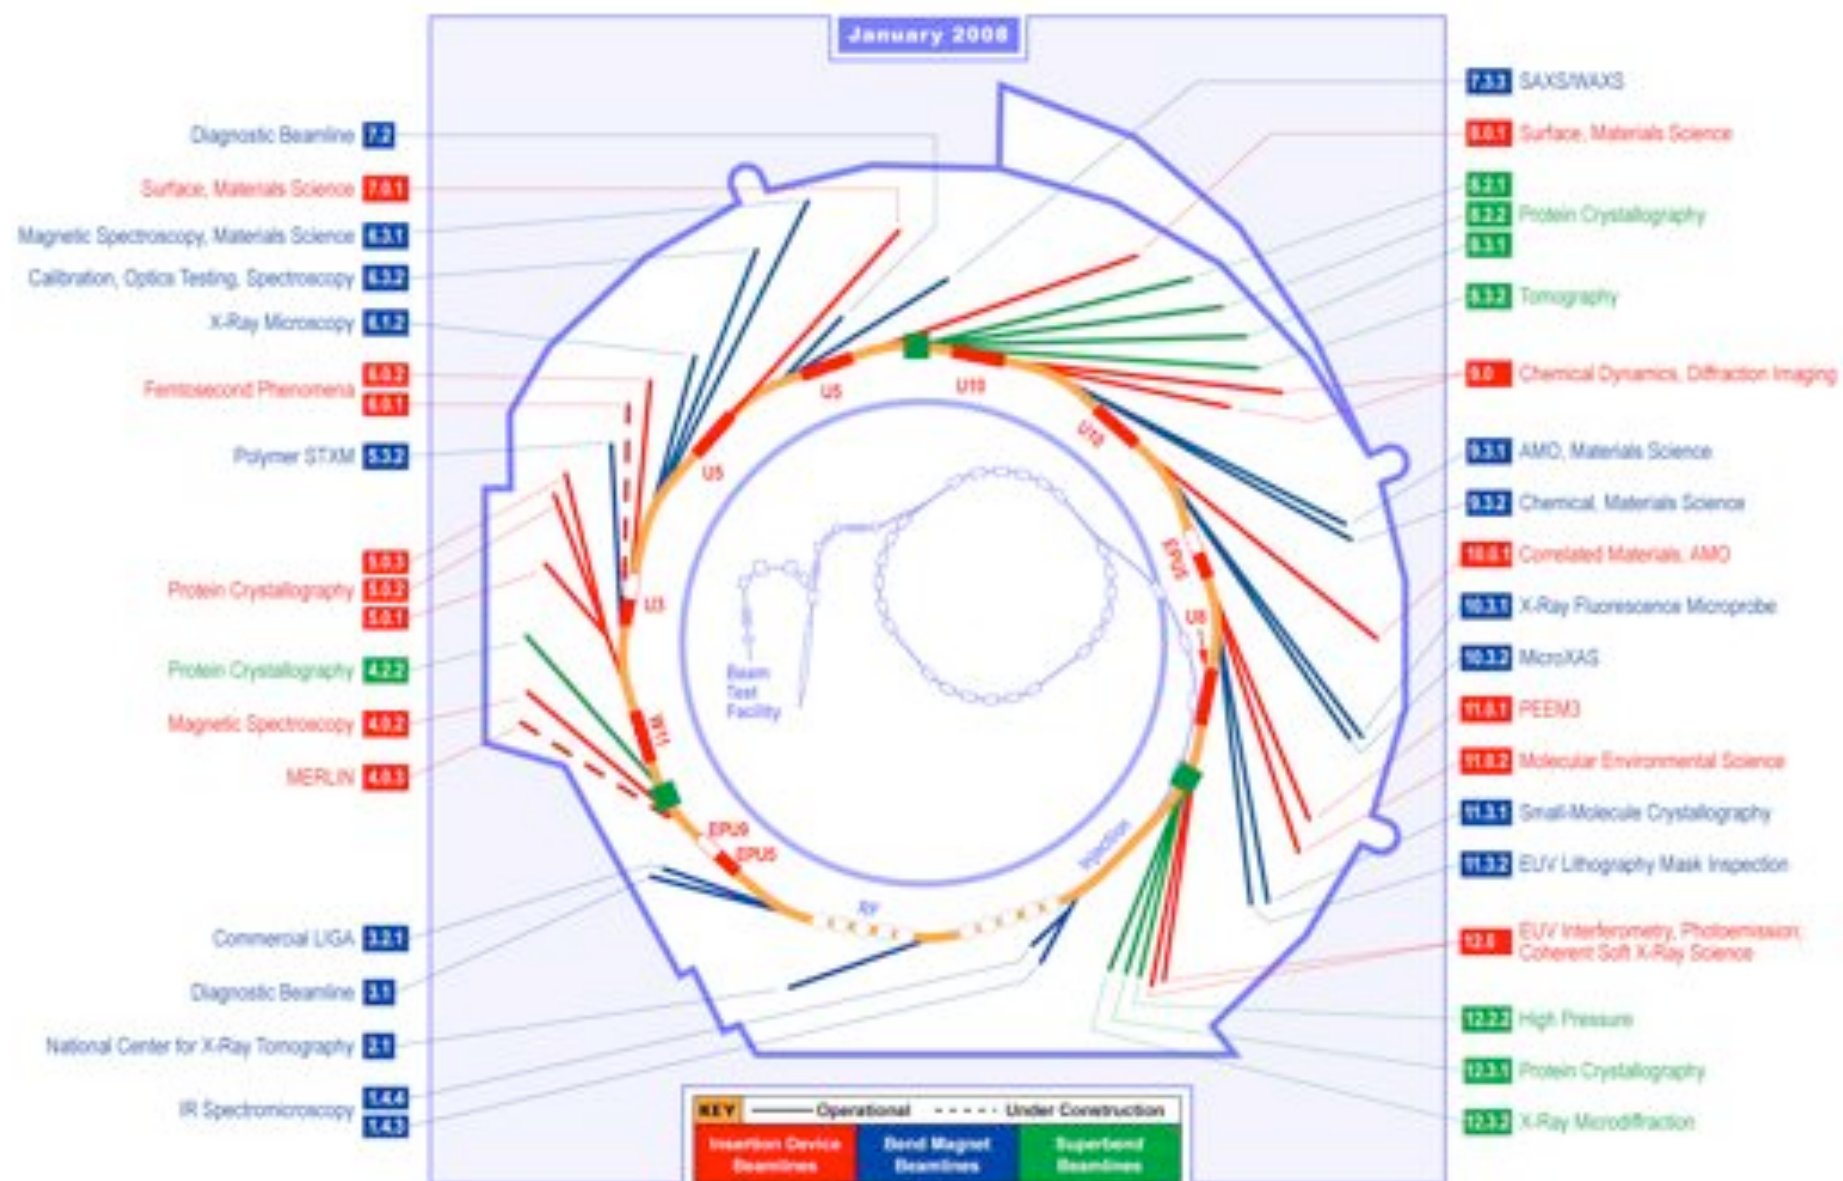 January 2008
Diagnostic Beamline 7.2
Surface, Materials Science 7.0.1
Magnetic Spectroscopy, Materials Science 6.3.1
Calibration, Optics Testing, Spectroscopy 6.3.2
X-Ray Microscopy 6.1.2
6.0.2
Femtosecond Phenomena
6.0.1
Polymer STXM 5.3.2
5.0.3
Protein Crystallography 5.0.2
5.0.1
Protein Crystallography 4.2.2
Magnetic Spectroscopy 4.0.2
MERLIN 4.0.3
Commercial LIGA 3.2.1
Diagnostic Beamline 3.1
National Center for X-Ray Tomography 2.1
1.4.4
IR Spectromicroscopy
1.4.3
U5
U10
U5
U10
U3
EPU5
U8
W11
EPU9
EPU5
RF
Injection
Beam
Test
Facility
7.3.3 SAXS/WAXS
8.0.1 Surface, Materials Science
8.2.1
8.2.2 Protein Crystallography
8.3.1
8.3.2 Tomography
9.0 Chemical Dynamics, Diffraction Imaging
9.3.1 AMO, Materials Science
9.3.2 Chemical, Materials Science
10.0.1 Correlated Materials, AMO
10.3.1 X-Ray Fluorescence Microprobe
10.3.2 MicroXAS
11.0.1 PEEM3
11.0.2 Molecular Environmental Science
11.3.1 Small-Molecule Crystallography
11.3.2 EUV Lithography Mask Inspection
12.0 EUV Interferometry, Photoemission;
Coherent Soft X-Ray Science
12.2.2 High Pressure
12.3.1 Protein Crystallography
12.3.2 X-Ray Microdiffraction
KEY Operational Under Construction
Insertion Device
Beamlines
Bend Magnet
Beamlines
Superbend
Beamlines